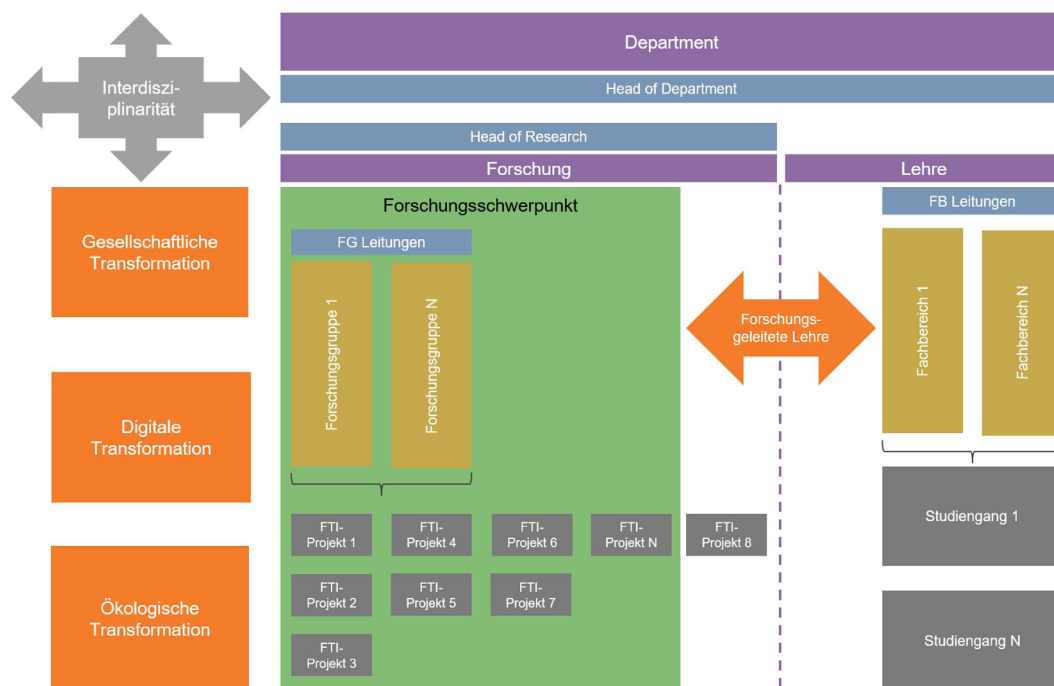 Department
Interdiszi-
plinarität
Head of Department
Head of Research
Forschung
Lehre
Gesellschaftliche
Transformation
Forschungsschwerpunkt
FB Leitungen
FG Leitungen
Forschungsgruppe 1
Forschungsgruppe N
Forschungs-
geleitete Lehre
Fachbereich 1
Fachbereich N
Digitale
Transformation
FTI-
Projekt 1
FTI-
Projekt 4
FTI-
Projekt 6
FTI-
Projekt N
FTI-
Projekt 8
Studiengang 1
FTI-
Projekt 2
FTI-
Projekt 5
FTI-
Projekt 7
Ökologische
Transformation
FTI-
Projekt 3
Studiengang N